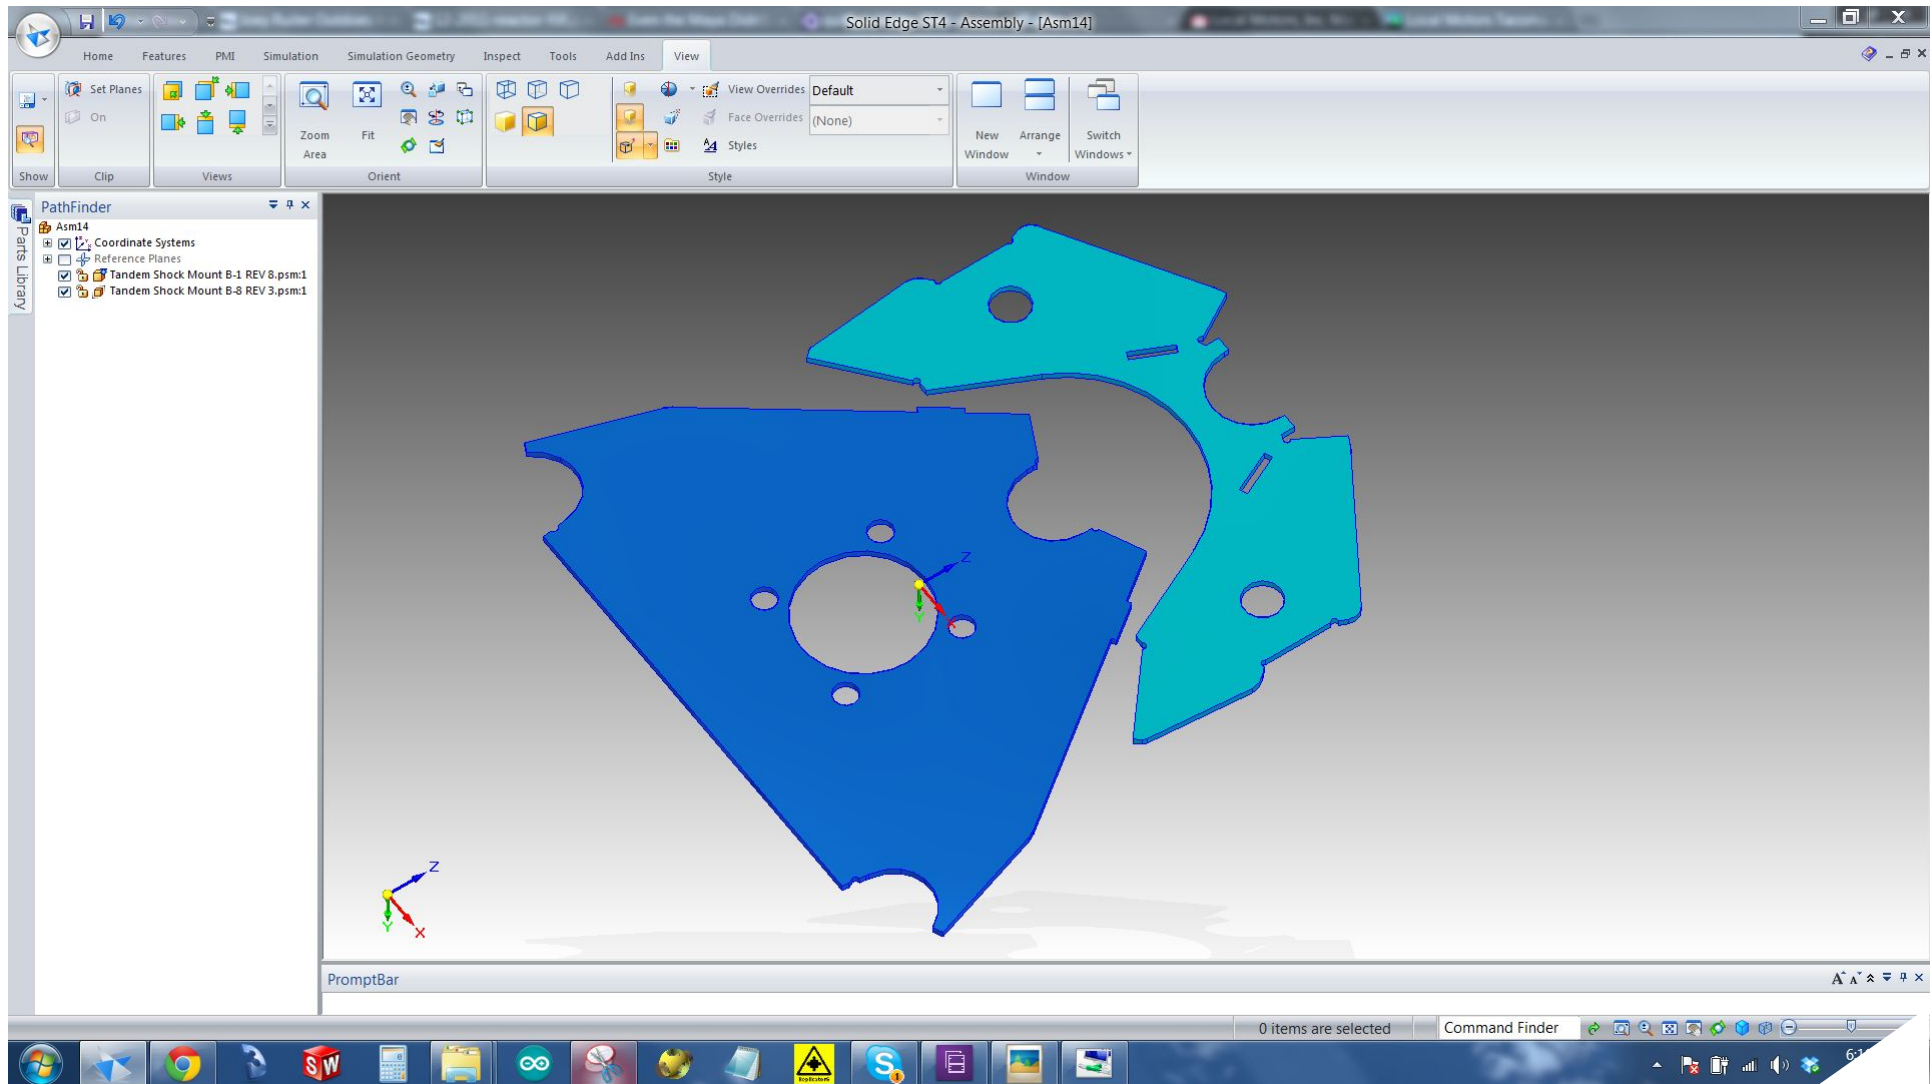 Solid Edge ST4 - Assembly - [Asm14]
Home Features PMI Simulation Simulation Geometry Inspect Tools Add Ins View
Set Planes
On
Zoom Area
Fit
View Overrides Default
Face Overrides (None)
Styles
New Window
Arrange
Switch Windows
Show Clip Views Orient Style Window
Parts Library
PathFinder
Asm14
Coordinate Systems
Reference Planes
Tandem Shock Mount B-1 REV 8.psm:1
Tandem Shock Mount B-8 REV 3.psm:1
Z
Y
Z
Y
X
PromptBar
0 items are selected
Command Finder
SW
S